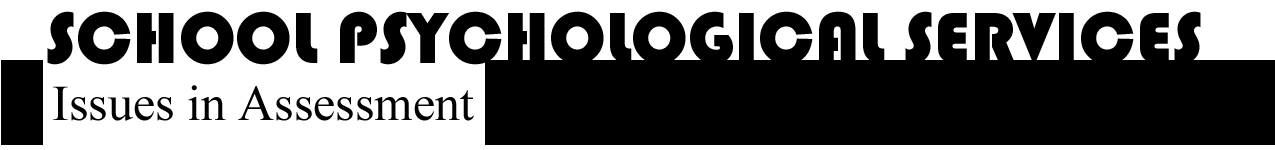 SCHOOL PSYCHOLOGICAL SERVICES
Issues in Assessment